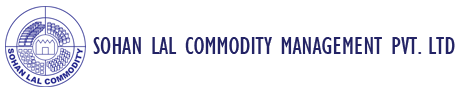 SOHAN LAL COMMODITY MANAGEMENT PVT. LTD
SOHAN LAL COMMODITY